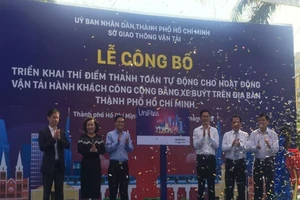 ỦY BAN NHÂN DÂN THÀNH PHỐ HỒ CHÍ MINH
SỞ GIAO THÔNG VẬN TẢI
LỄ CÔNG BỐ
TRIỂN KHAI THÍ ĐIỂM THANH TOÁN TỰ ĐỘNG CHO HOẠT ĐỘNG
VẬN TẢI HÀNH KHÁCH CÔNG CỘNG BẰNG XE BUÝT TRÊN ĐỊA BÀN
THÀNH PHỐ HỒ CHÍ MINH
Thành phố Hồ Chí Minh
UniPass